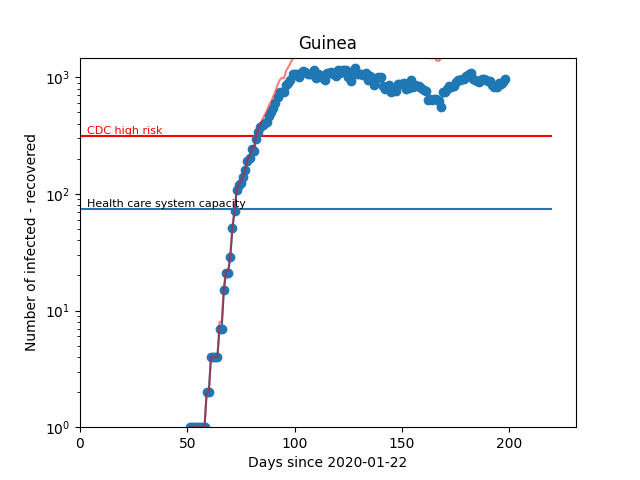 Guinea
10³
CDC high risk
10²
Health care system capacity
10¹
10⁰
Number of infected - recovered
0 50 100 150 200
Days since 2020-01-22